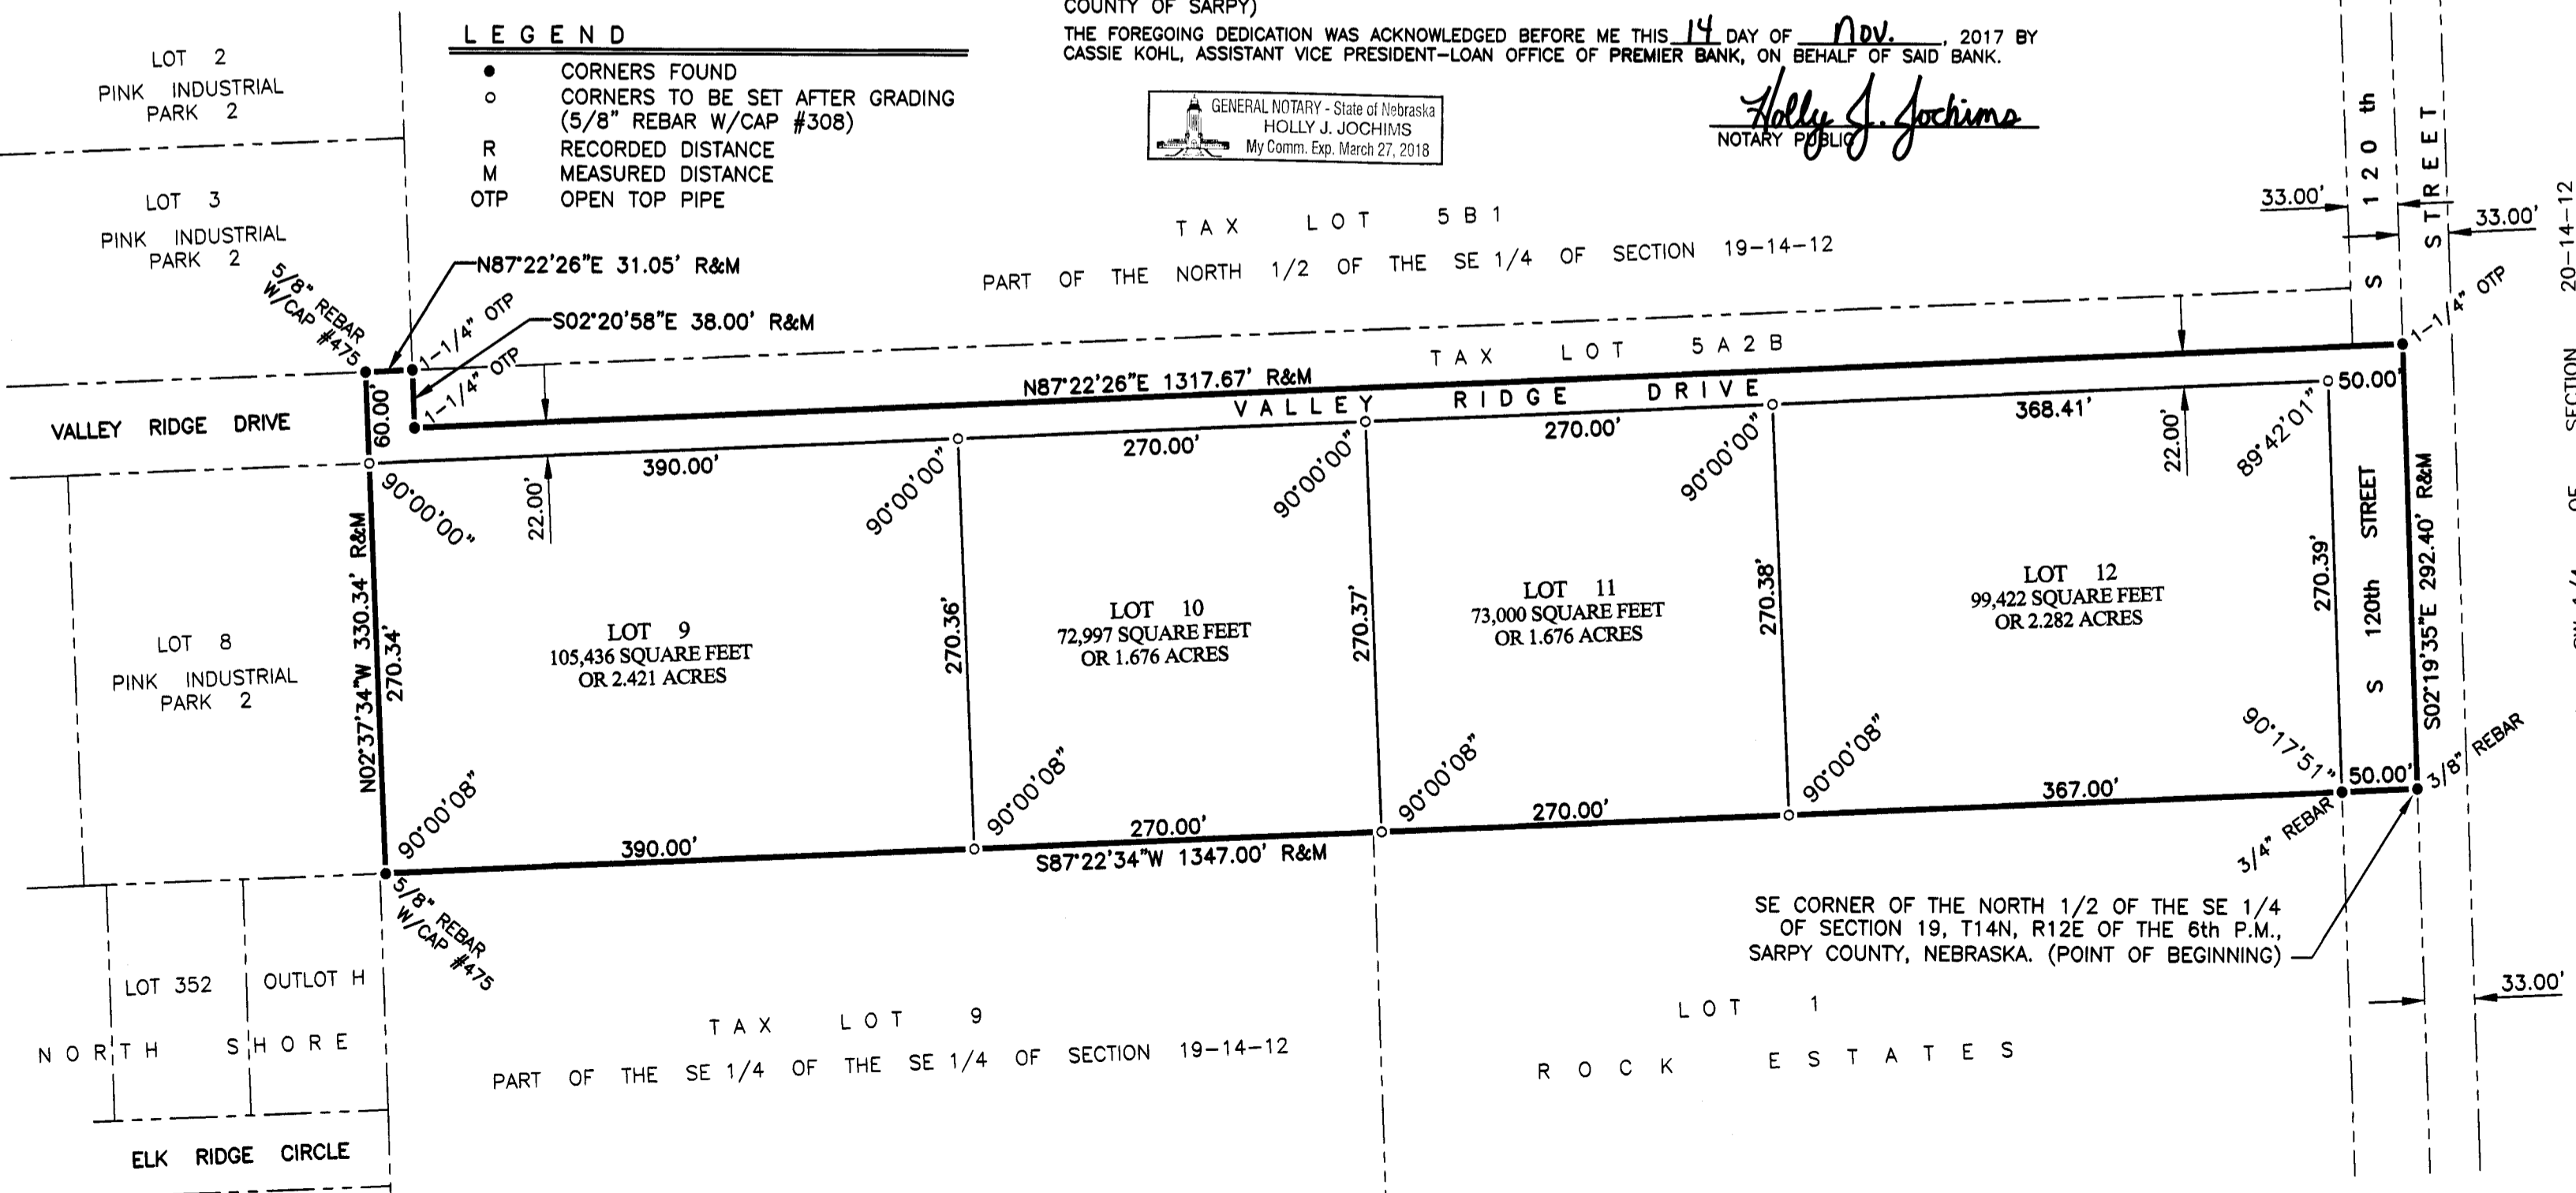 COUNTY OF SARPY)
THE FOREGOING DEDICATION WAS ACKNOWLEDGED BEFORE ME THIS 14 DAY OF Nov., 2017 BY
CASSIE KOHL, ASSISTANT VICE PRESIDENT-LOAN OFFICE OF PREMIER BANK, ON BEHALF OF SAID BANK.
GENERAL NOTARY - State of Nebraska
HOLLY J. JOCHIMS
My Comm. Exp. March 27, 2018
Holly J. Jochims
NOTARY PUBLIC
LEGEND
● CORNERS FOUND
○ CORNERS TO BE SET AFTER GRADING
(5/8" REBAR W/CAP #308)
R RECORDED DISTANCE
M MEASURED DISTANCE
OTP OPEN TOP PIPE
LOT 2
PINK INDUSTRIAL
PARK 2
LOT 3
PINK INDUSTRIAL
PARK 2
5/8" REBAR
W/CAP #475
N87°22'26"E 31.05' R&M
1-1/4" OTP
S02°20'58"E 38.00' R&M
1-1/4" OTP
TAX LOT 5B1
PART OF THE NORTH 1/2 OF THE SE 1/4 OF SECTION 19-14-12
S 120th
STREET
33.00'
33.00'
1-1/4" OTP
20-14-12
SECTION
OF
TAX LOT 5A2B
N87°22'26"E 1317.67' R&M
VALLEY RIDGE DRIVE
VALLEY RIDGE DRIVE
60.00'
390.00'
270.00'
270.00'
368.41'
50.00'
22.00'
22.00'
90°00'00"
90°00'00"
90°00'00"
90°00'00"
89°42'01"
N02°37'34"W 330.34' R&M
270.34'
270.36'
270.37'
270.38'
270.39'
S 120th STREET
S02°19'35"E 292.40' R&M
LOT 8
PINK INDUSTRIAL
PARK 2
LOT 9
105,436 SQUARE FEET
OR 2.421 ACRES
LOT 10
72,997 SQUARE FEET
OR 1.676 ACRES
LOT 11
73,000 SQUARE FEET
OR 1.676 ACRES
LOT 12
99,422 SQUARE FEET
OR 2.282 ACRES
90°00'08"
90°00'08"
90°00'08"
90°00'08"
90°17'51"
390.00'
270.00'
270.00'
367.00'
50.00'
S87°22'34"W 1347.00' R&M
3/4" REBAR
3/8" REBAR
5/8" REBAR
W/CAP #475
SE CORNER OF THE NORTH 1/2 OF THE SE 1/4
OF SECTION 19, T14N, R12E OF THE 6th P.M.,
SARPY COUNTY, NEBRASKA. (POINT OF BEGINNING)
33.00'
LOT 352
OUTLOT H
NORTH SHORE
TAX LOT 9
PART OF THE SE 1/4 OF THE SE 1/4 OF SECTION 19-14-12
LOT 1
ROCK ESTATES
ELK RIDGE CIRCLE